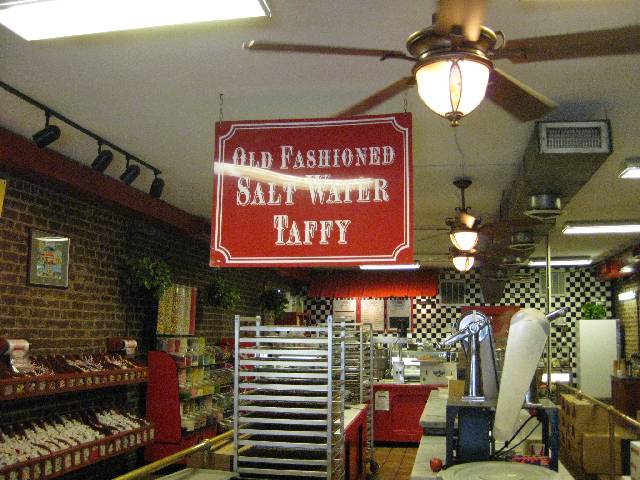 Old Fashioned
Salt Water
Taffy